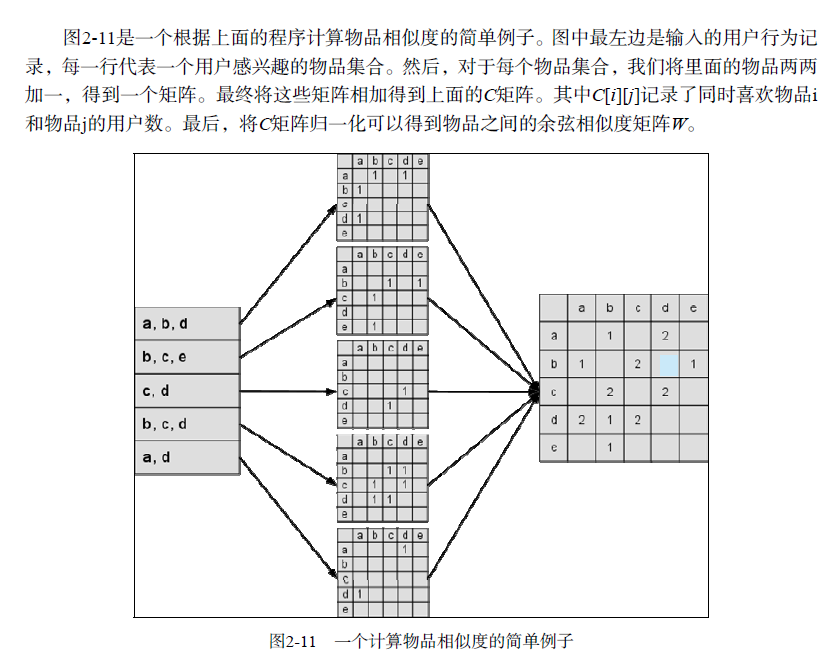 图2-11是一个根据上面的程序计算物品相似度的简单例子。图中最左边是输入的用户行为记
录，每一行代表一个用户感兴趣的物品集合。然后，对于每个物品集合，我们将里面的物品两两
加一，得到一个矩阵。最终将这些矩阵相加得到上面的C矩阵。其中C[i][j]记录了同时喜欢物品i
和物品j的用户数。最后，将C矩阵归一化可以得到物品之间的余弦相似度矩阵W。
a, b, d
b, c, e
c, d
b, c, d
a, d
a b c d e
a 1 1
b 1
c
d 1
e
a b c d e
a
b 1 1
c 1
d
e 1
a b c d e
a
b
c 1
d 1
e
a b c d e
a
b 1 1
c 1 1
d 1 1
e
a b c d e
a 1
b
c
d 1
e
a b c d e
a 1 2
b 1 2 1
c 2 2
d 2 1 2
e 1
图2-11 一个计算物品相似度的简单例子